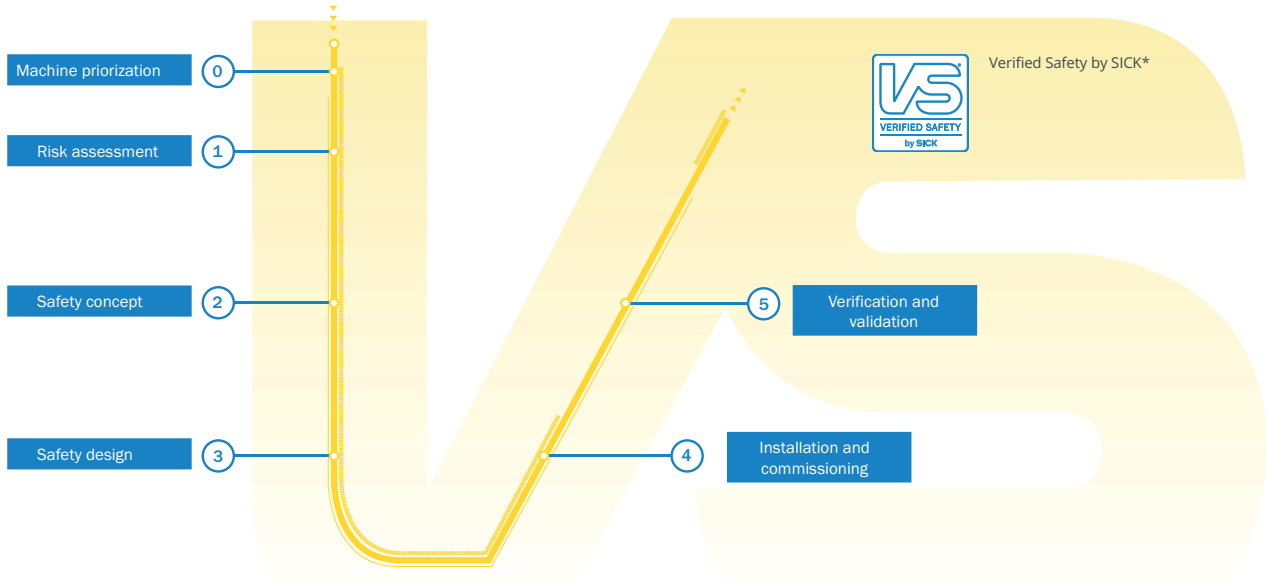 Machine priorization
0
Verified Safety by SICK*
VS
VERIFIED SAFETY
by SICK
Risk assessment
1
Safety concept
2
5
Verification and
validation
Safety design
3
4
Installation and
commissioning